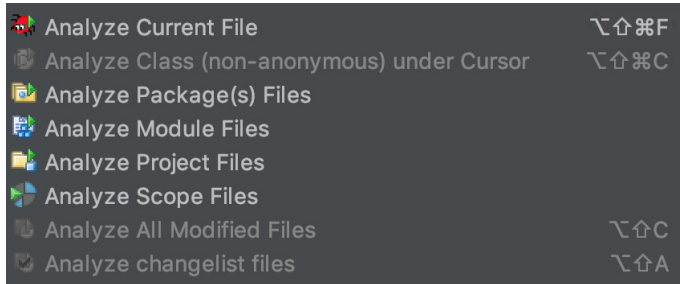 Analyze Current File ⌥⇧⌘F
Analyze Class (non-anonymous) under Cursor ⌥⇧⌘C
Analyze Package(s) Files
Analyze Module Files
Analyze Project Files
Analyze Scope Files
Analyze All Modified Files ⌥⇧C
Analyze changelist files ⌥⇧A